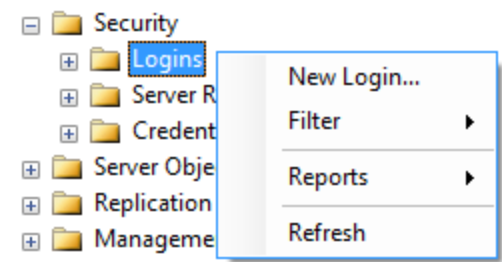 Security
Logins
New Login...
Server R
Filter
Credent
Server Obje
Reports
Replication
Manageme
Refresh